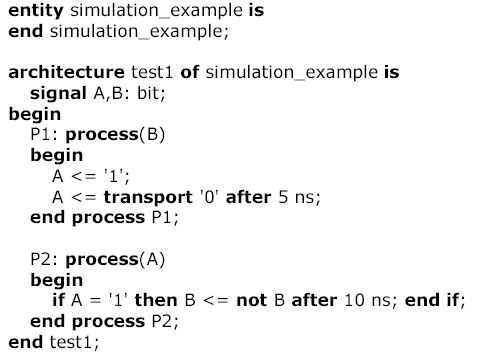 entity simulation_example is
end simulation_example;
architecture test1 of simulation_example is
signal A,B: bit;
begin
P1: process(B)
begin
A <= '1';
A <= transport '0' after 5 ns;
end process P1;
P2: process(A)
begin
if A = '1' then B <= not B after 10 ns; end if;
end process P2;
end test1;